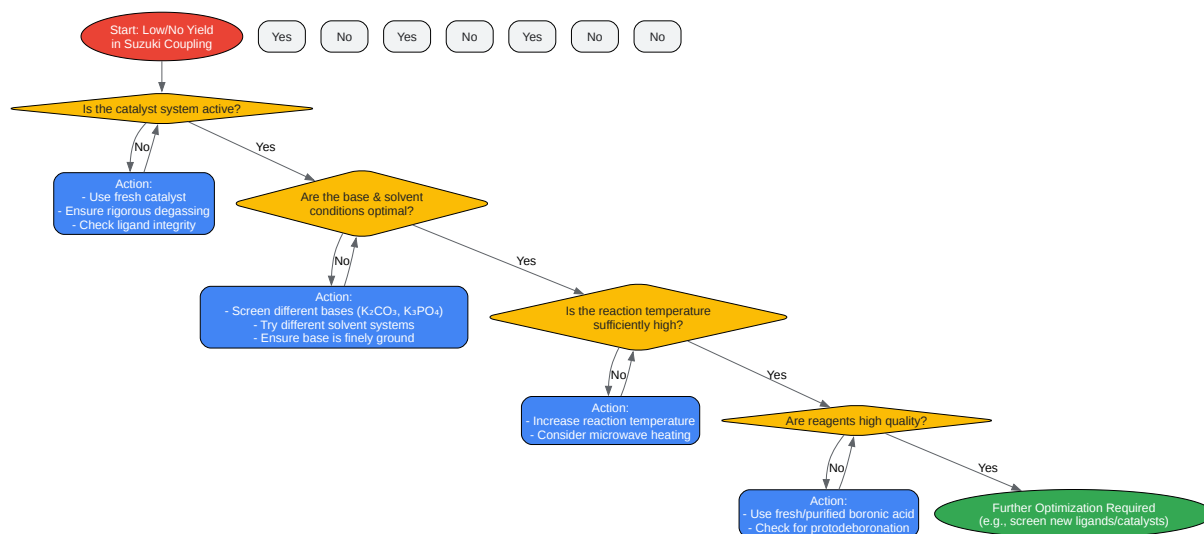 Start: Low/No Yield
in Suzuki Coupling
Yes
No
Yes
No
Yes
No
No
Is the catalyst system active?
No
Yes
Action:
- Use fresh catalyst
- Ensure rigorous degassing
- Check ligand integrity
Are the base & solvent
conditions optimal?
No
Yes
Action:
- Screen different bases (K₂CO₃, K₃PO₄)
- Try different solvent systems
- Ensure base is finely ground
Is the reaction temperature
sufficiently high?
No
Yes
Action:
- Increase reaction temperature
- Consider microwave heating
Are reagents high quality?
No
Yes
Action:
- Use fresh/purified boronic acid
- Check for protodeboronation
Further Optimization Required
(e.g., screen new ligands/catalysts)